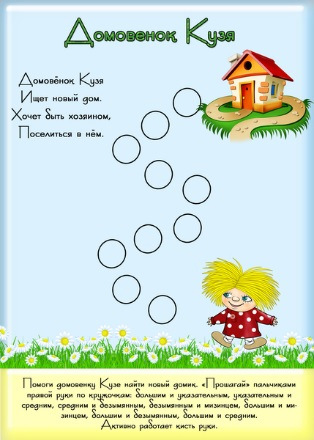 Домовенок Кузя
Домовёнок Кузя
Ищет новый дом.
Хочет быть хозяином,
Поселиться в нём.
Помоги домовенку Кузе найти новый домик. «Прошагай» пальчиками
правой руки по кружочкам: большим и указательным, указательным и
средним, средним и безымянным, безымянным и мизинцем, большим и ми-
зинцем, большим и безымянным, большим и средним.
Активно работает кисть руки.